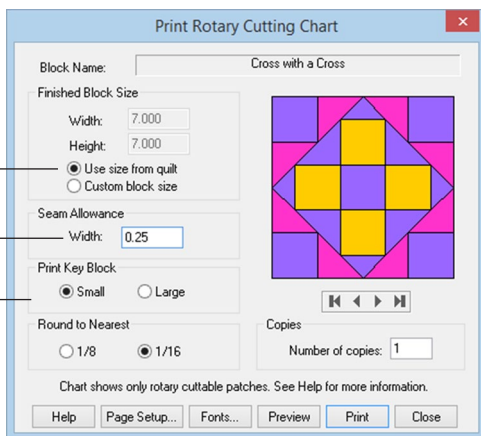 Print Rotary Cutting Chart
Block Name: Cross with a Cross
Finished Block Size
Width: 7.000
Height: 7.000
Use size from quilt
Custom block size
Seam Allowance
Width: 0.25
Print Key Block
Small Large
Round to Nearest
1/8 1/16
Copies
Number of copies: 1
Chart shows only rotary cuttable patches. See Help for more information.
Help Page Setup... Fonts... Preview Print Close